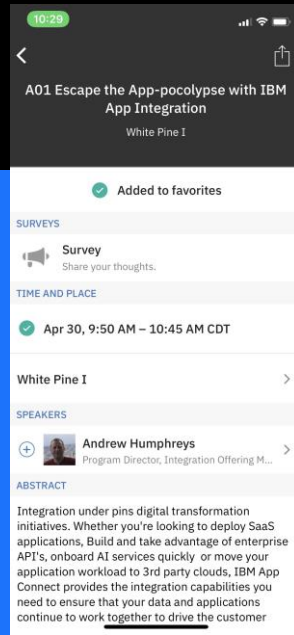 10:29
A01 Escape the App-pocolypse with IBM
App Integration
White Pine I
Added to favorites
SURVEYS
Survey
Share your thoughts.
TIME AND PLACE
Apr 30, 9:50 AM – 10:45 AM CDT
White Pine I
SPEAKERS
Andrew Humphreys
Program Director, Integration Offering M...
ABSTRACT
Integration under pins digital transformation
initiatives. Whether you're looking to deploy SaaS
applications, Build and take advantage of enterprise
API's, onboard AI services quickly or move your
application workload to 3rd party clouds, IBM App
Connect provides the integration capabilities you
need to ensure that your data and applications
continue to work together to drive the customer